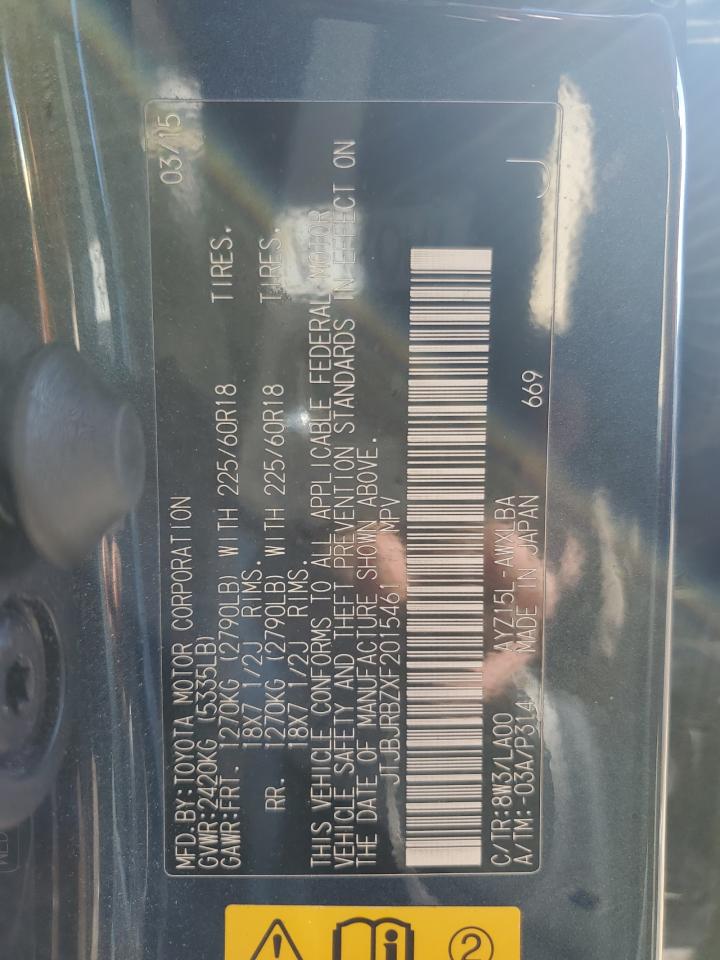 MFD.BY:TOYOTA MOTOR CORPORATION 03/15
GVWR:2420KG (5335LB)
GAWR:FRT. 1270KG (2790LB) WITH 225/60R18 TIRES.
18X7 1/2J RIMS.
RR. 1270KG (2790LB) WITH 225/60R18 TIRES.
18X7 1/2J RIMS.
THIS VEHICLE CONFORMS TO ALL APPLICABLE FEDERAL MOTOR
VEHICLE SAFETY AND THEFT PREVENTION STANDARDS IN EFFECT ON
THE DATE OF MANUFACTURE SHOWN ABOVE.
JTJBJRBZXF2015461 MPV
C/TR:8W3/LA00 AYZ15L-AWXLBA
A/TM:-03A/P314 MADE IN JAPAN 669 J
i 2